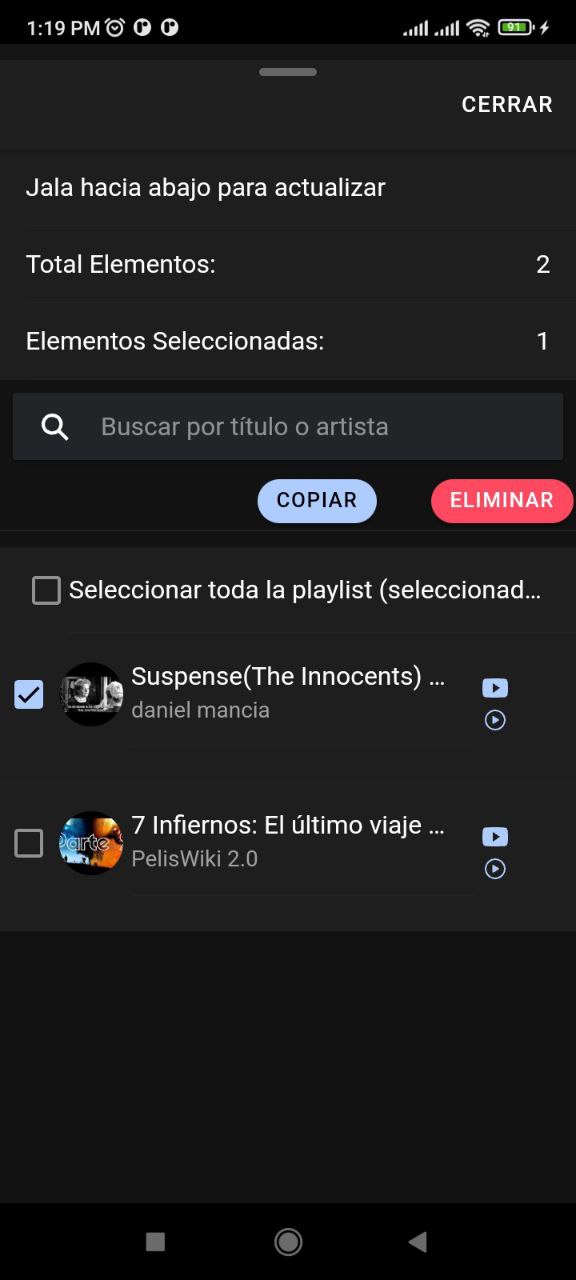 1:19 PM
91
CERRAR
Jala hacia abajo para actualizar
Total Elementos: 2
Elementos Seleccionadas: 1
Buscar por título o artista
COPIAR ELIMINAR
Seleccionar toda la playlist (seleccionad...
Suspense(The Innocents) ...
daniel mancia
7 Infiernos: El último viaje ...
PelisWiki 2.0